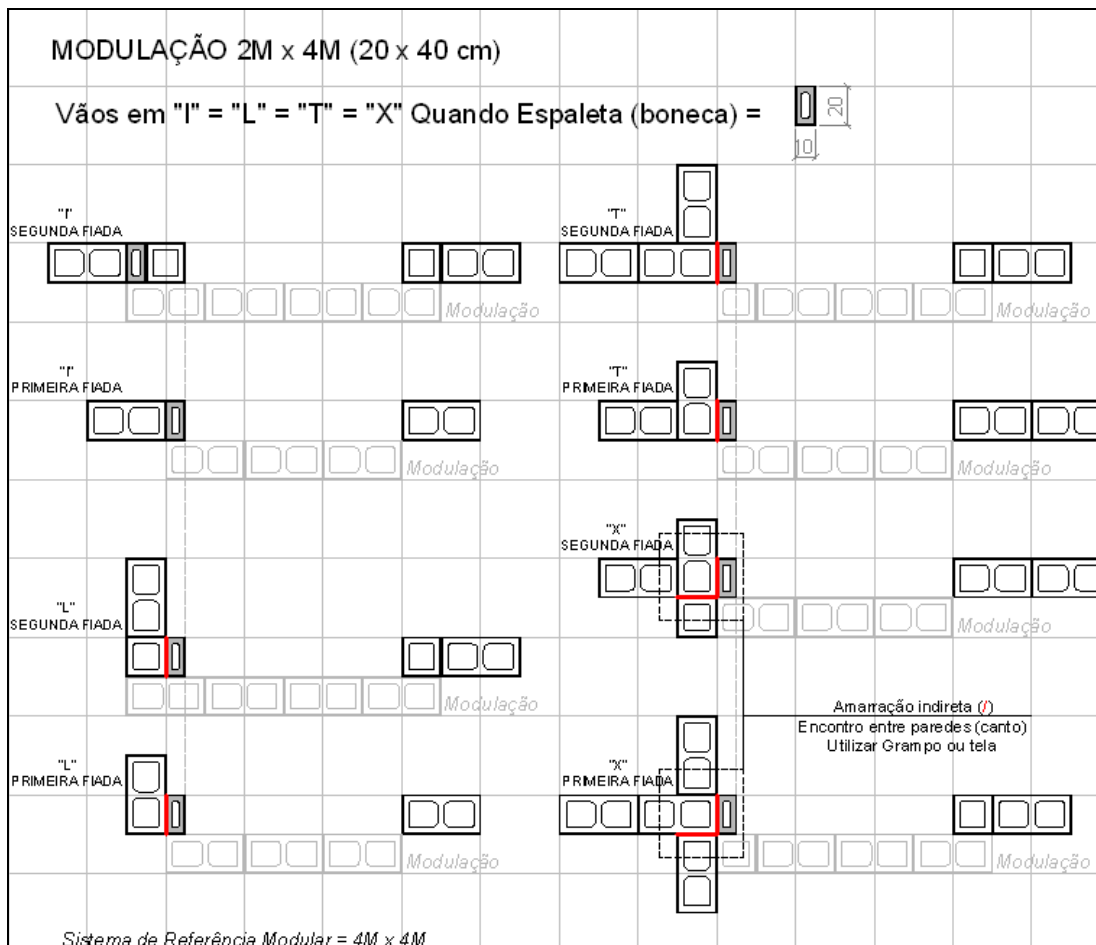 MODULAÇÃO 2M x 4M (20 x 40 cm)
Vãos em "I" = "L" = "T" = "X" Quando Espaleta (boneca) =
20
10
"I"
SEGUNDA FIADA
Modulação
"T"
SEGUNDA FIADA
Modulação
"I"
PRIMEIRA FIADA
Modulação
"T"
PRIMEIRA FIADA
Modulação
"X"
SEGUNDA FIADA
Modulação
"L"
SEGUNDA FIADA
Modulação
Amarração indireta (/)
Encontro entre paredes (canto)
Utilizar Grampo ou tela
"L"
PRIMEIRA FIADA
Modulação
"X"
PRIMEIRA FIADA
Modulação
Sistema de Referência Modular = 4M x 4M